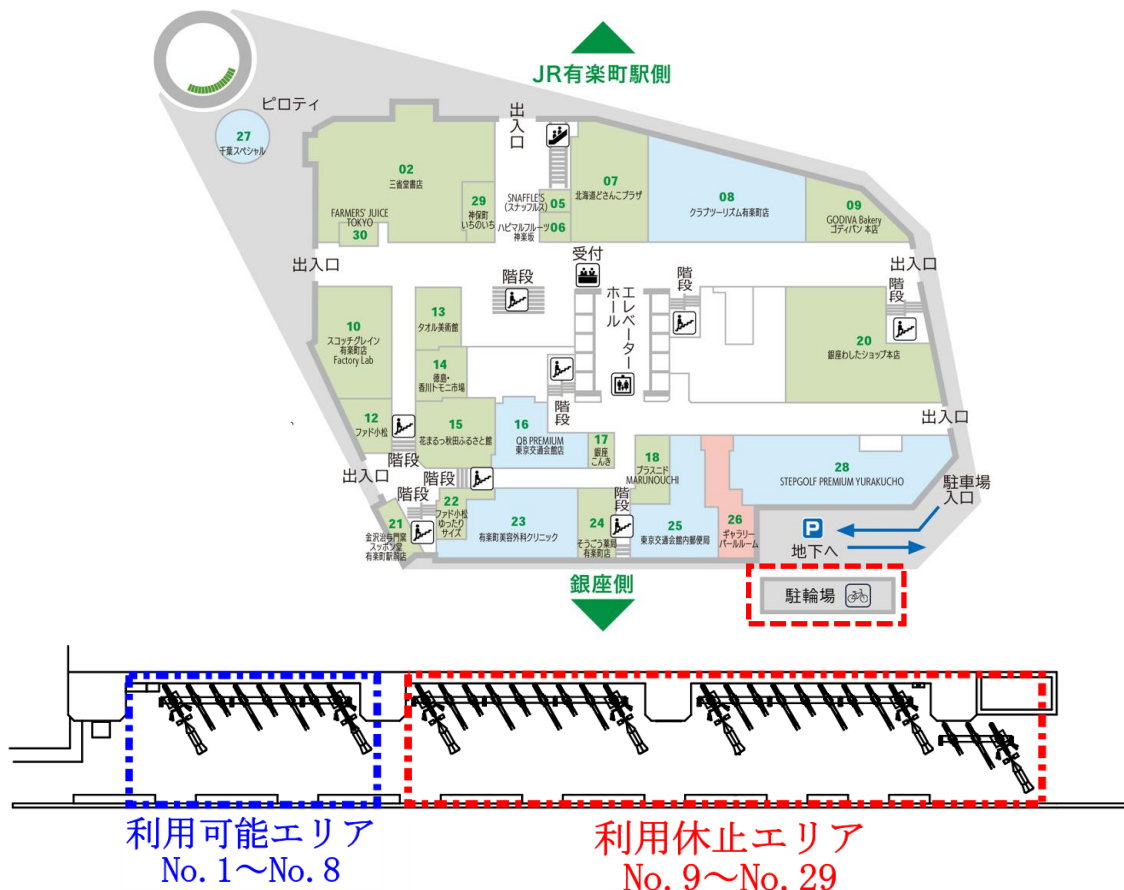 JR有楽町駅側
ピロティ
27
千葉スペシャル
出入口
02
三省堂書店
29
神保町
いちのいち
FARMERS' JUICE
TOKYO
30
SNAFFLE'S
(スナッフルス)
05
ハピマルフルーツ
神楽坂
06
07
北海道どさんこプラザ
08
クラブツーリズム有楽町店
09
GODIVA Bakery
ゴディパン 本店
出入口
階段
受付
エレベーター
ホール
階段
出入口
階段
10
スコッチグレイン
有楽町店
Factory Lab
13
タオル美術館
14
徳島・
香川トモニ市場
20
銀座わしたショップ本店
12
ファド小松
15
花まるっ秋田ふるさと館
階段
16
QB PREMIUM
東京交通会館店
17
銀座
こんき
出入口
階段
出入口
階段
階段
22
ファド小松
ゆったり
サイズ
21
金沢治与門窯
スッポン堂
有楽町駅前店
23
有楽町美容外科クリニック
24
そうごう薬局
有楽町店
階段
18
プラスニド
MARUNOUCHI
25
東京交通会館内郵便局
26
ギャラリー
パールルーム
28
STEPGOLF PREMIUM YURAKUCHO
駐車場
入口
P
地下へ
銀座側
駐輪場
利用可能エリア
No.1～No.8
利用休止エリア
No.9～No.29